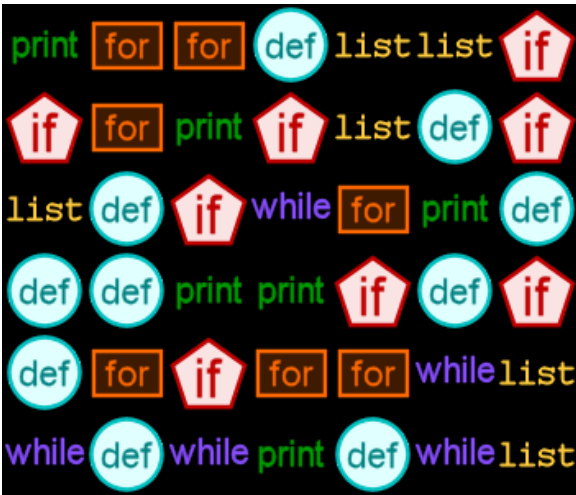 print for for def list list if
if for print if list def if
list def if while for print def
def def print print if def if
def for if for for while list
while def while print def while list